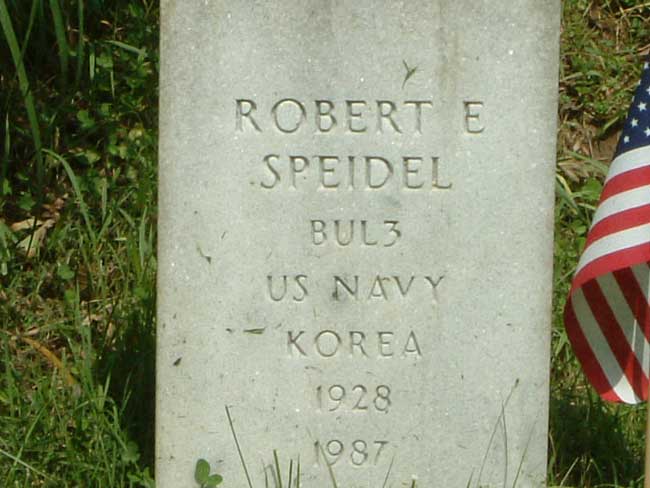 ROBERT E
SPEIDEL
BUL3
US NAVY
KOREA
1928
1987